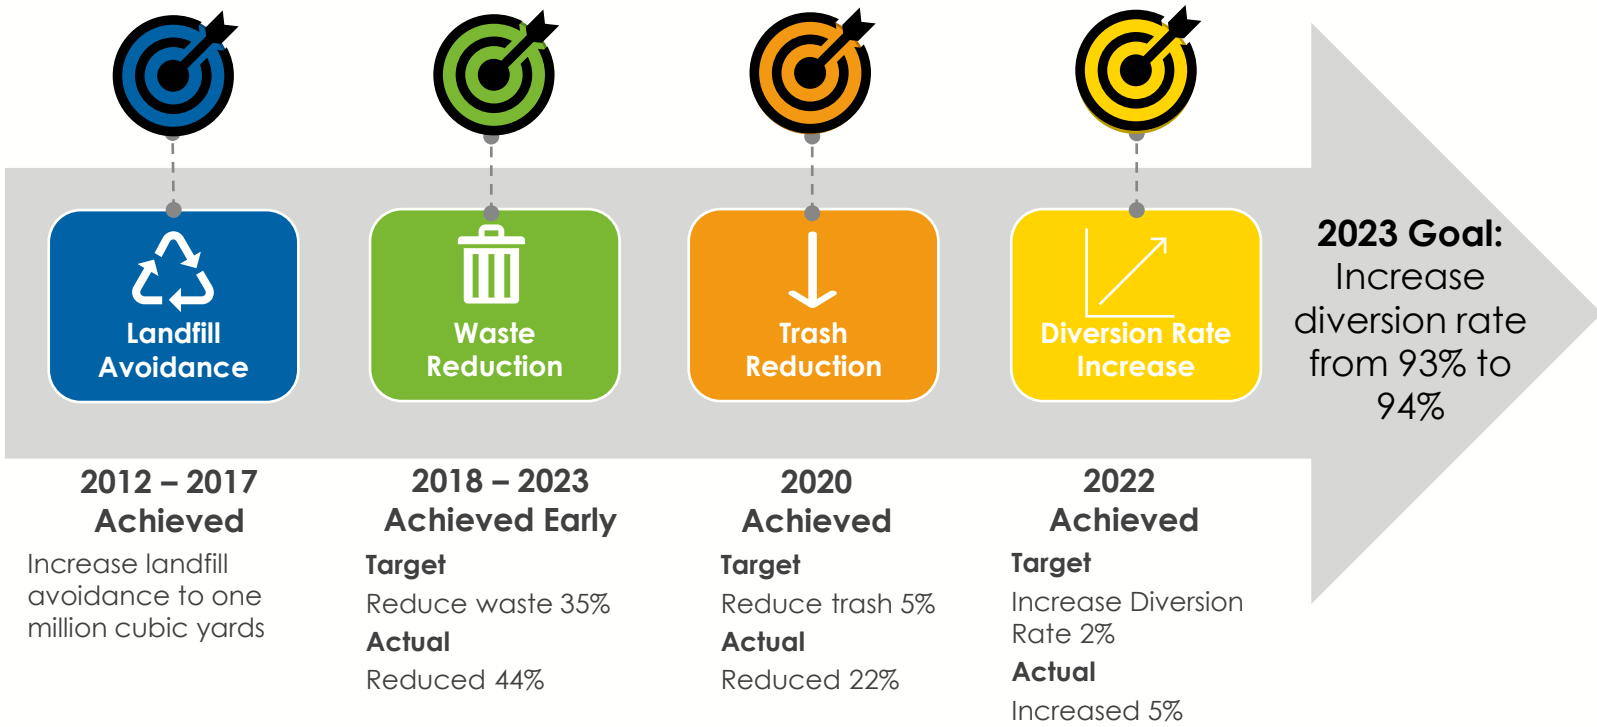 Landfill
Avoidance
Waste
Reduction
Trash
Reduction
Diversion Rate
Increase
2023 Goal:
Increase
diversion rate
from 93% to
94%
2012 – 2017
Achieved
Increase landfill
avoidance to one
million cubic yards
2018 – 2023
Achieved Early
Target
Reduce waste 35%
Actual
Reduced 44%
2020
Achieved
Target
Reduce trash 5%
Actual
Reduced 22%
2022
Achieved
Target
Increase Diversion
Rate 2%
Actual
Increased 5%